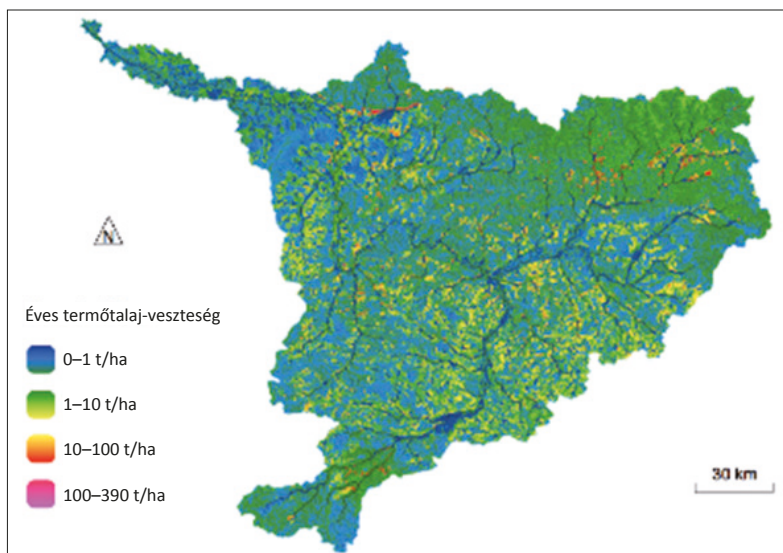 N
Éves termőtalaj-veszteség
0–1 t/ha
1–10 t/ha
10–100 t/ha
100–390 t/ha
30 km